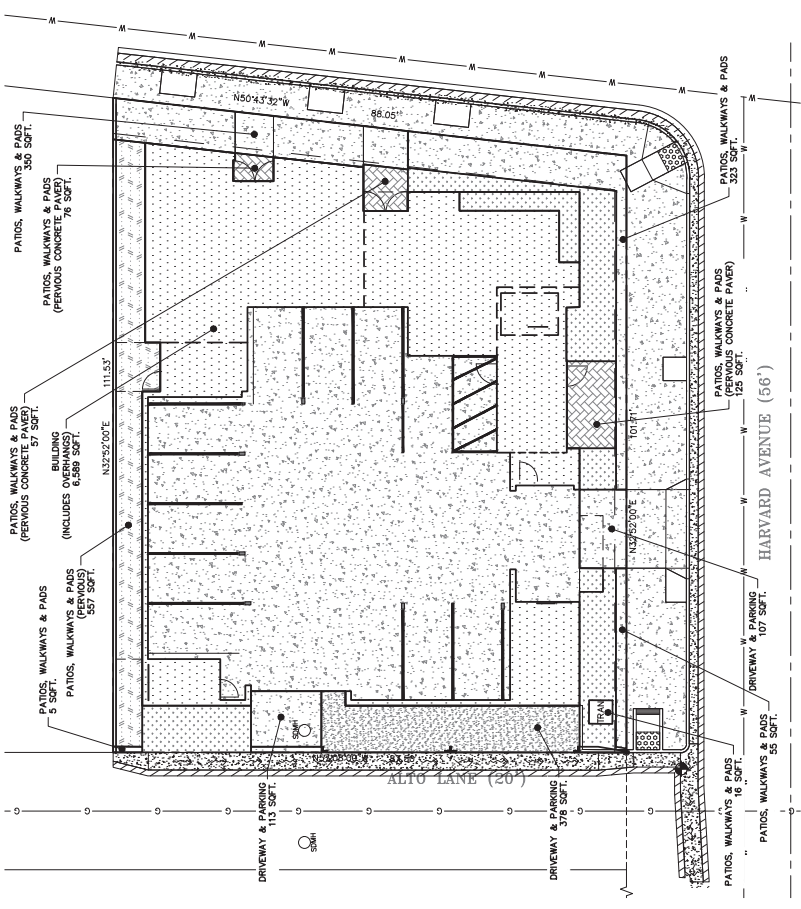 PATIOS, WALKWAYS & PADS
350 SQFT.
PATIOS, WALKWAYS & PADS
(PERVIOUS CONCRETE PAVER)
76 SQFT.
PATIOS, WALKWAYS & PADS
(PERVIOUS CONCRETE PAVER)
57 SQFT.
BUILDING
(INCLUDES OVERHANGS)
6,589 SQFT.
PATIOS, WALKWAYS & PADS
(PERVIOUS)
557 SQFT.
PATIOS, WALKWAYS & PADS
5 SQFT.
N50°43'32"W
88.05'
111.53'
N32°52'00"E
PATIOS, WALKWAYS & PADS
323 SQFT.
PATIOS, WALKWAYS & PADS
(PERVIOUS CONCRETE PAVER)
125 SQFT.
101.71'
N32°52'00"E
HARVARD AVENUE (56')
DRIVEWAY & PARKING
107 SQFT.
PATIOS, WALKWAYS & PADS
55 SQFT.
PATIOS, WALKWAYS & PADS
16 SQFT.
TRAN
SDMH
ALTO LANE (20')
DRIVEWAY & PARKING
113 SQFT.
SDMH
DRIVEWAY & PARKING
378 SQFT.
W W W W W W W W W W W
W W W W W W W W
G G G G G G G G G G